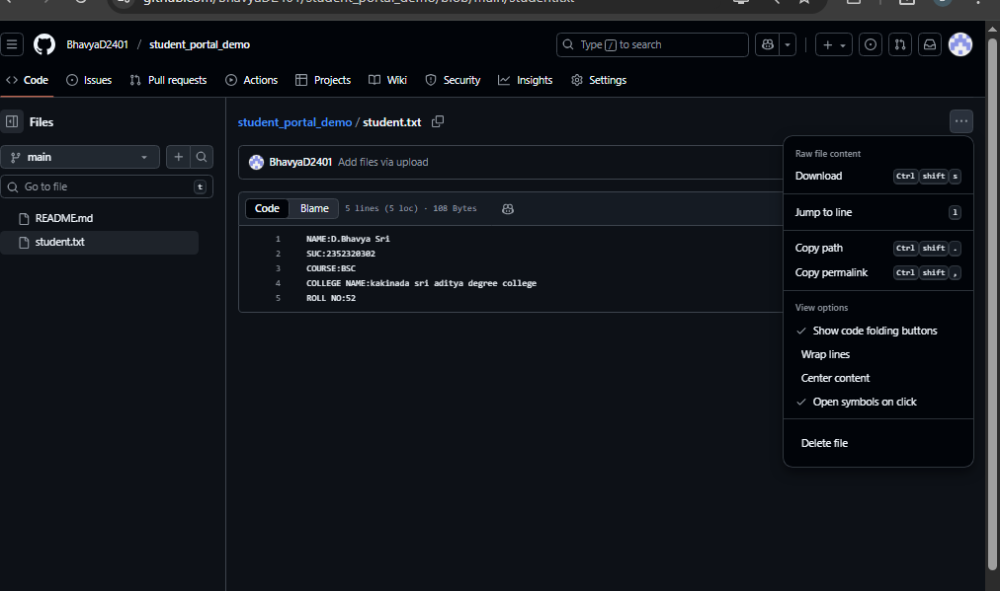 github.com/BhavyaD2401/student_portal_demo/blob/main/student.txt
BhavyaD2401 / student_portal_demo
Type / to search
Code Issues Pull requests Actions Projects Wiki Security Insights Settings
Files
main
Go to file t
README.md
student.txt
student_portal_demo / student.txt
BhavyaD2401 Add files via upload
Code Blame 5 lines (5 loc) · 108 Bytes
1 NAME:D.Bhavya Sri
2 SUC:2352320302
3 COURSE:BSC
4 COLLEGE NAME:kakinada sri aditya degree college
5 ROLL NO:52
Raw file content
Download Ctrl shift s
Jump to line l
Copy path Ctrl shift .
Copy permalink Ctrl shift ,
View options
Show code folding buttons
Wrap lines
Center content
Open symbols on click
Delete file